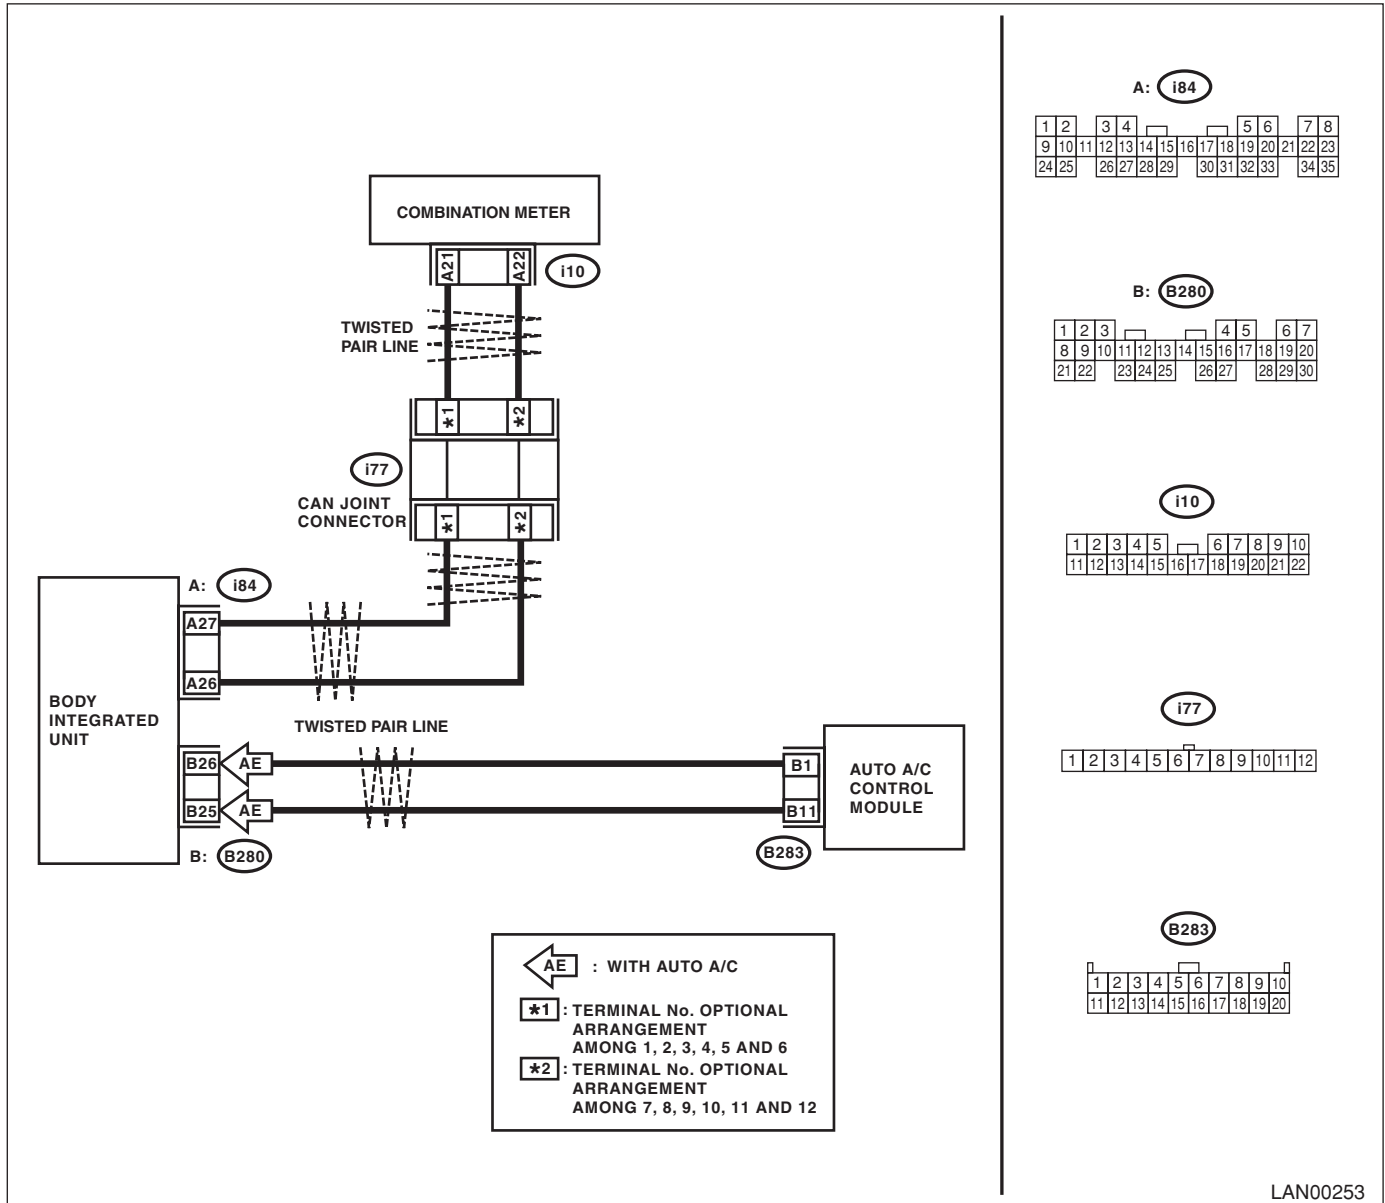 COMBINATION METER
A21 A22
i10
TWISTED
PAIR LINE
*1 *2
i77
CAN JOINT
CONNECTOR
*1 *2
A: i84
A27
A26
BODY
INTEGRATED
UNIT
TWISTED PAIR LINE
B26 AE
B25 AE
B: B280
B1
B11
B283
AUTO A/C
CONTROL
MODULE
AE : WITH AUTO A/C
*1 : TERMINAL No. OPTIONAL
ARRANGEMENT
AMONG 1, 2, 3, 4, 5 AND 6
*2 : TERMINAL No. OPTIONAL
ARRANGEMENT
AMONG 7, 8, 9, 10, 11 AND 12
A: i84
1 2 3 4 5 6 7 8
9 10 11 12 13 14 15 16 17 18 19 20 21 22 23
24 25 26 27 28 29 30 31 32 33 34 35
B: B280
1 2 3 4 5 6 7
8 9 10 11 12 13 14 15 16 17 18 19 20
21 22 23 24 25 26 27 28 29 30
i10
1 2 3 4 5 6 7 8 9 10
11 12 13 14 15 16 17 18 19 20 21 22
i77
1 2 3 4 5 6 7 8 9 10 11 12
B283
1 2 3 4 5 6 7 8 9 10
11 12 13 14 15 16 17 18 19 20
LAN00253